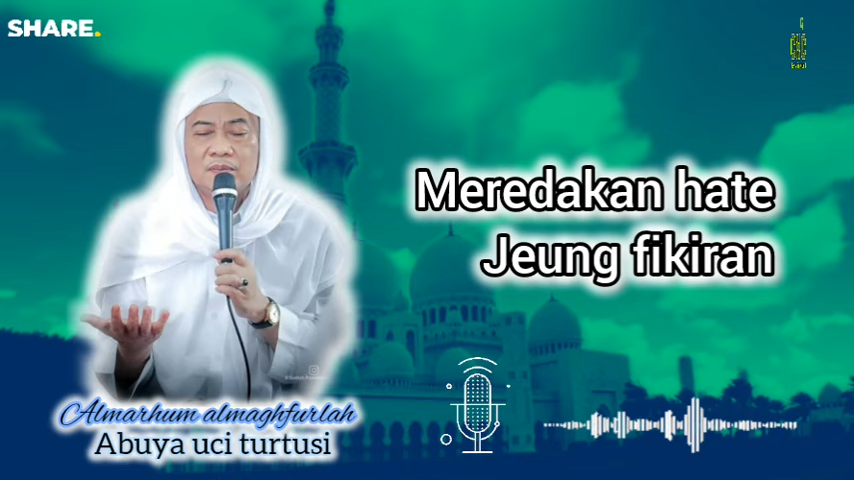 SHARE.
Meredakan hate
Jeung fikiran
Almarhum almaghfurlah
Abuya uci turtusi